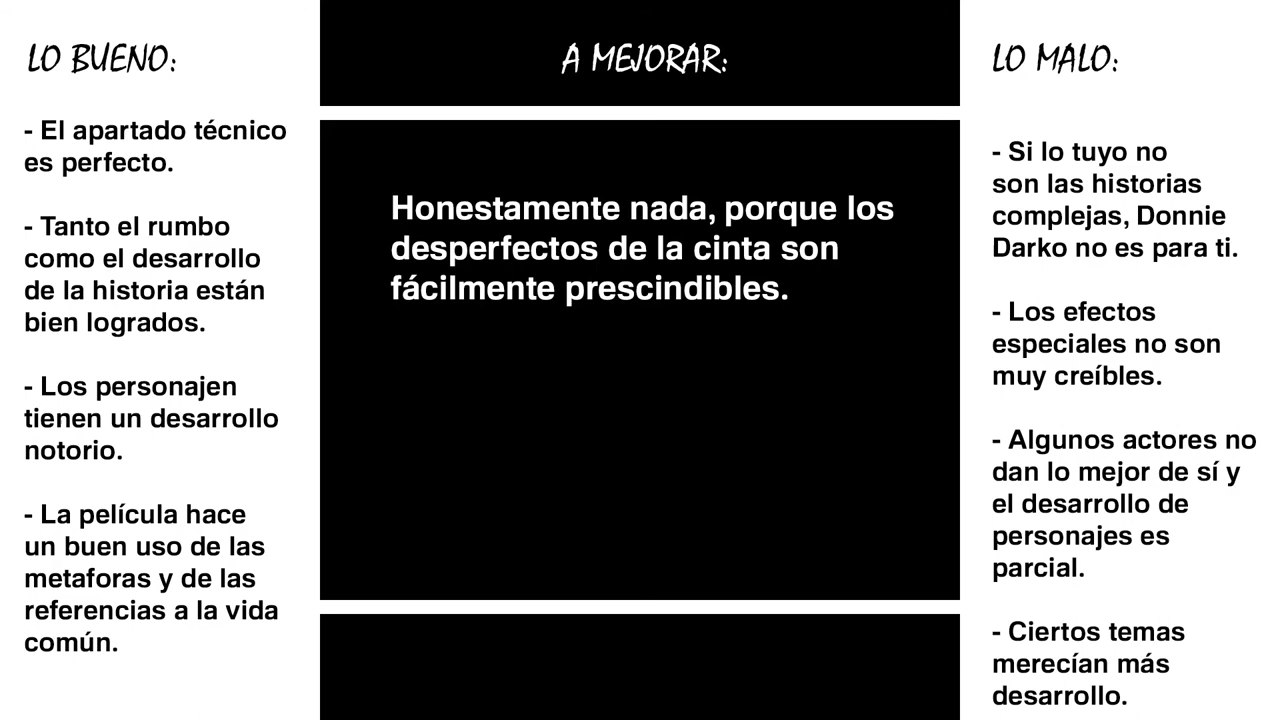 LO BUENO:
- El apartado técnico
es perfecto.
- Tanto el rumbo
como el desarrollo
de la historia están
bien logrados.
- Los personajen
tienen un desarrollo
notorio.
- La película hace
un buen uso de las
metaforas y de las
referencias a la vida
común.
A MEJORAR:
Honestamente nada, porque los
desperfectos de la cinta son
fácilmente prescindibles.
LO MALO:
- Si lo tuyo no
son las historias
complejas, Donnie
Darko no es para ti.
- Los efectos
especiales no son
muy creíbles.
- Algunos actores no
dan lo mejor de sí y
el desarrollo de
personajes es
parcial.
- Ciertos temas
merecían más
desarrollo.